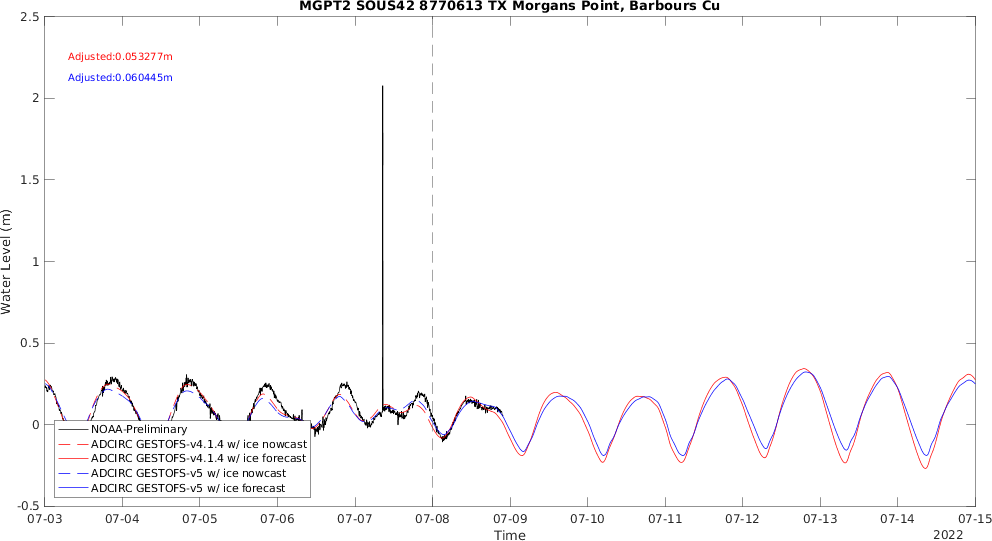 MGPT2 SOUS42 8770613 TX Morgans Point, Barbours Cu
Adjusted:0.053277m
Adjusted:0.060445m
2.5
2
1.5
1
0.5
0
-0.5
Water Level (m)
NOAA-Preliminary
ADCIRC GESTOFS-v4.1.4 w/ ice nowcast
ADCIRC GESTOFS-v4.1.4 w/ ice forecast
ADCIRC GESTOFS-v5 w/ ice nowcast
ADCIRC GESTOFS-v5 w/ ice forecast
07-03 07-04 07-05 07-06 07-07 07-08 07-09 07-10 07-11 07-12 07-13 07-14 07-15
Time
2022